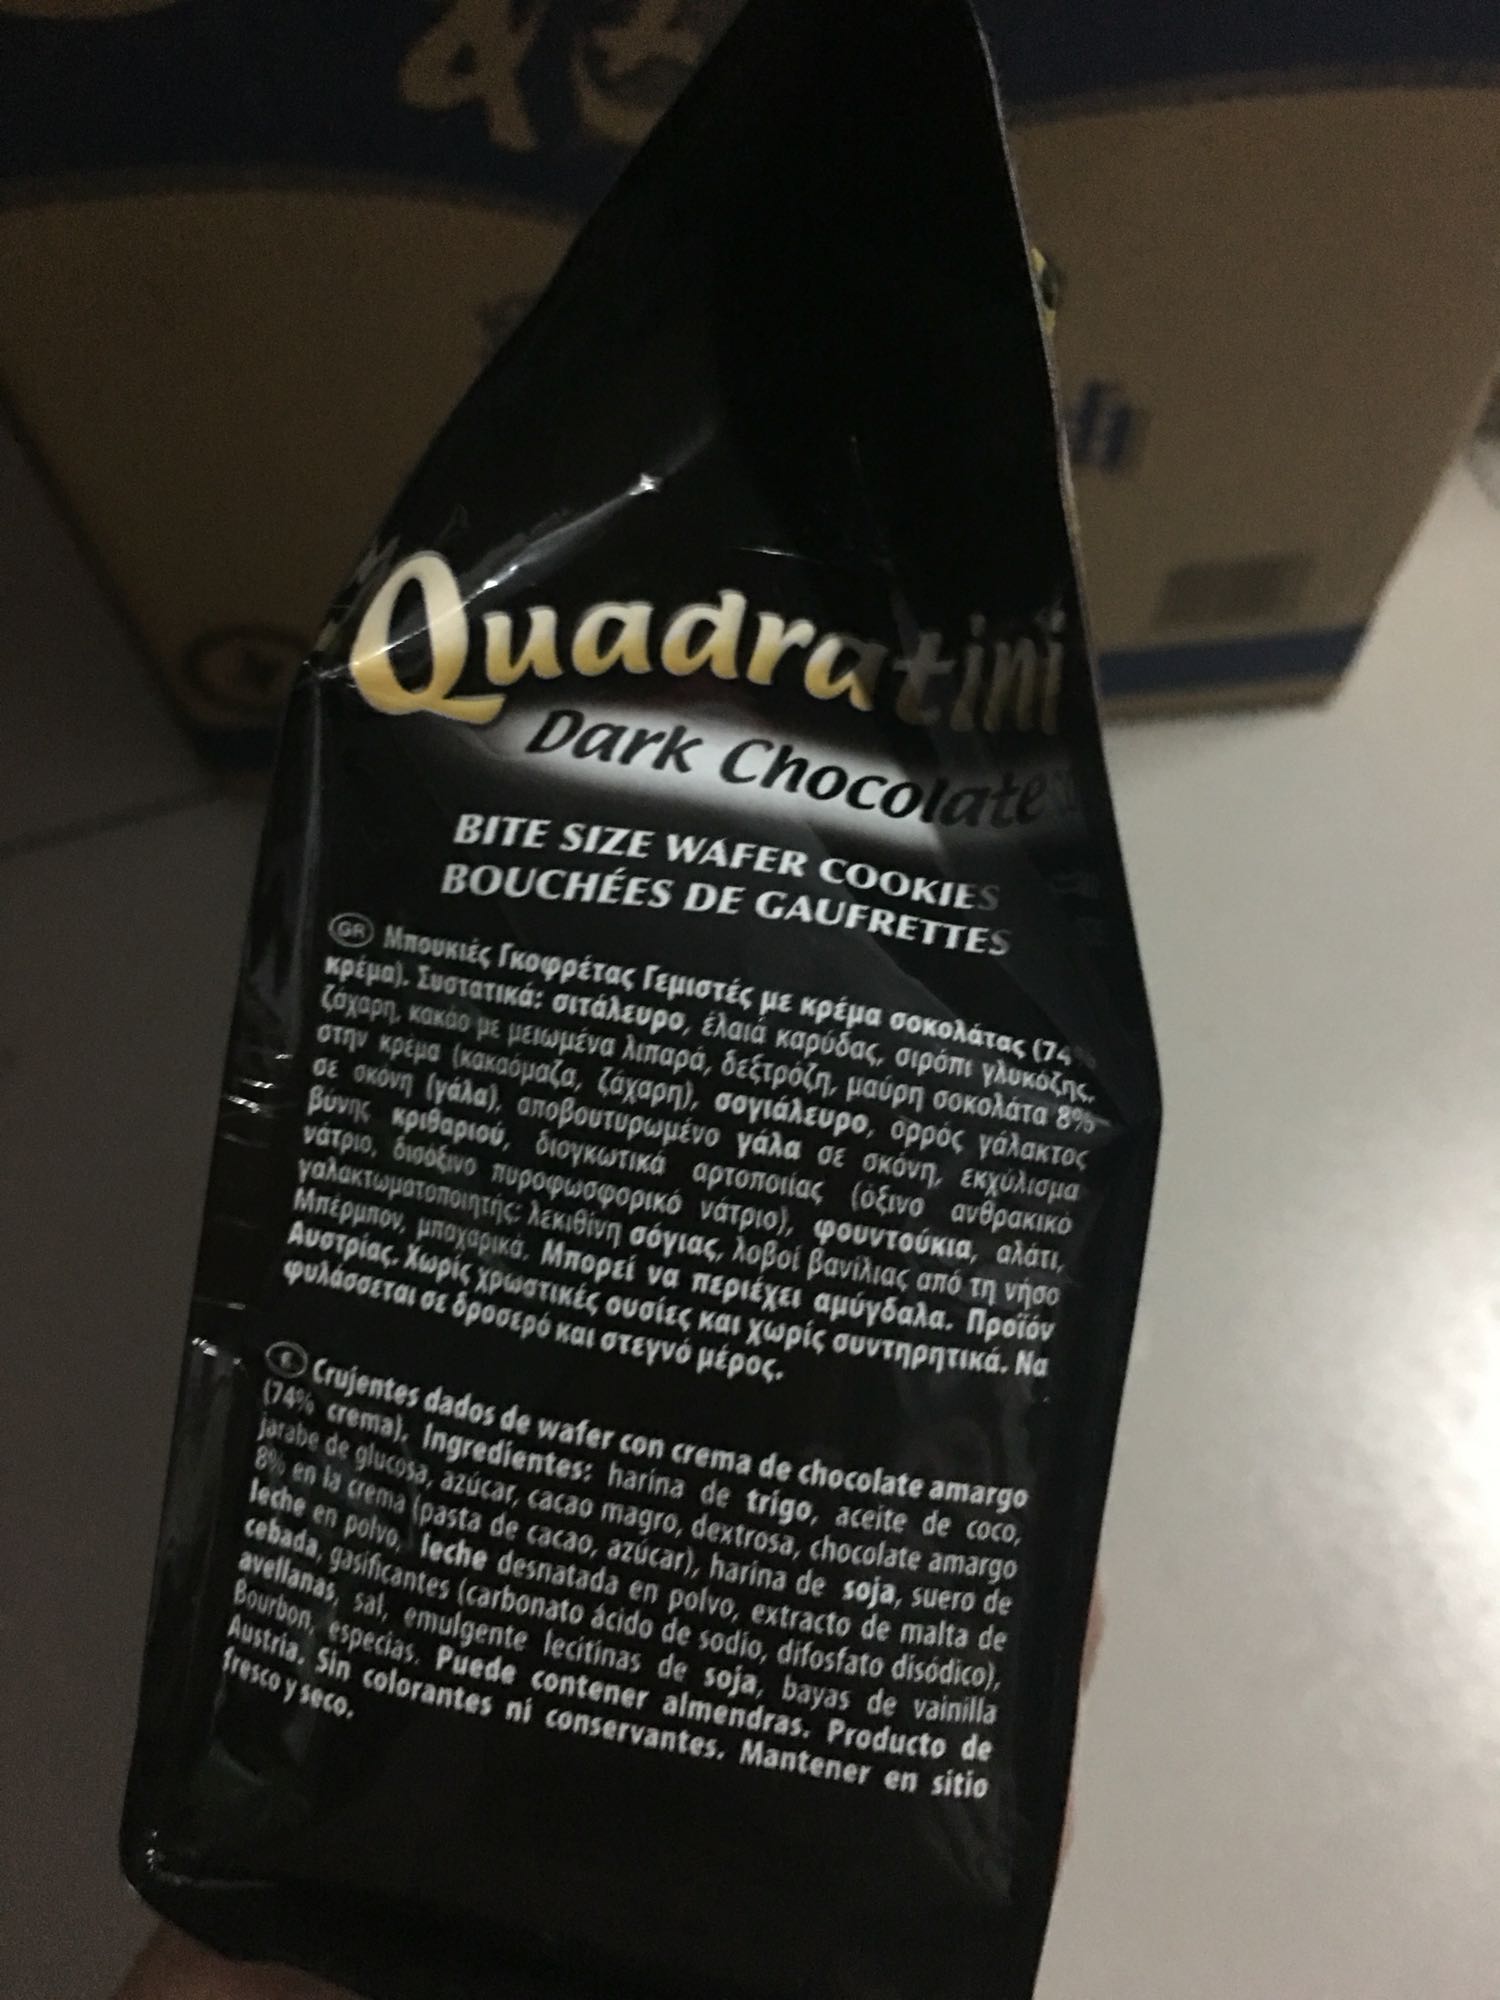 Quadratini
Dark Chocolate
BITE SIZE WAFER COOKIES
BOUCHÉES DE GAUFRETTES
GR Μπουκιές Γκοφρέτας Γεμιστές με κρέμα σοκολάτας (74%
κρέμα). Συστατικά: σιτάλευρο, έλαιά καρύδας, σιρόπι γλυκόζης,
ζάχαρη, κακάο με μειωμένα λιπαρά, δεξτρόζη, μαύρη σοκολάτα 8%
στην κρέμα (κακαόμαζα, ζάχαρη), σογιάλευρο, ορρός γάλακτος
σε σκόνη (γάλα), αποβουτυρωμένο γάλα σε σκόνη, εκχύλισμα
βύνης κριθαριού, διογκωτικά αρτοποιίας (όξινο ανθρακικό
νάτριο, δισόξινο πυροφωσφορικό νάτριο), φουντούκια, αλάτι,
γαλακτωματοποιητής: λεκιθίνη σόγιας, λοβοί βανίλιας από τη νήσο
Μπέρμπον, μπαχαρικά. Μπορεί να περιέχει αμύγδαλα. Προϊόν
Αυστρίας. Χωρίς χρωστικές ουσίες και χωρίς συντηρητικά. Να
φυλάσσεται σε δροσερό και στεγνό μέρος.
E Crujentes dados de wafer con crema de chocolate amargo
(74% crema). Ingredientes: harina de trigo, aceite de coco,
jarabe de glucosa, azúcar, cacao magro, dextrosa, chocolate amargo
8% en la crema (pasta de cacao, azúcar), harina de soja, suero de
leche en polvo, leche desnatada en polvo, extracto de malta de
cebada, gasificantes (carbonato ácido de sodio, difosfato disódico),
avellanas, sal, emulgente lecitinas de soja, bayas de vainilla
Bourbon, especias. Puede contener almendras. Producto de
Austria. Sin colorantes ni conservantes. Mantener en sitio
fresco y seco.